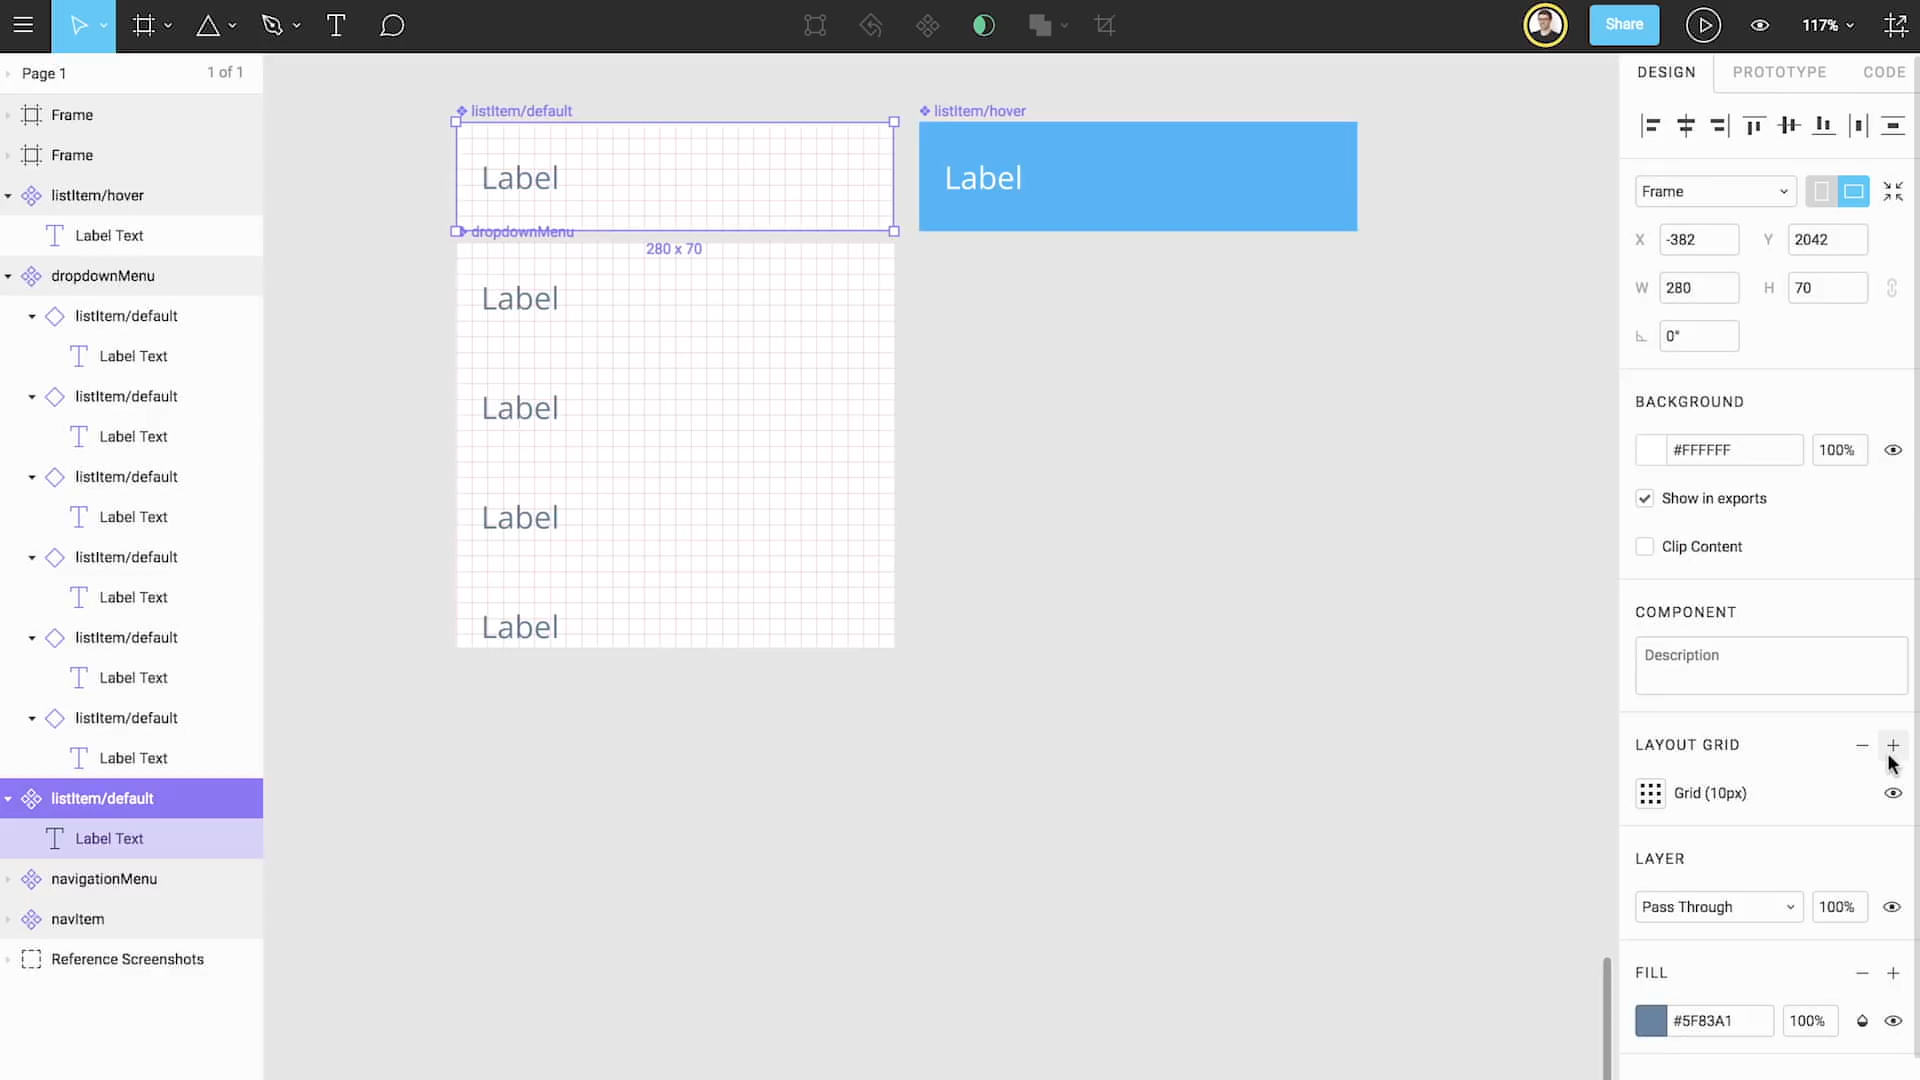 Share
117%
Page 1
1 of 1
Frame
Frame
listItem/hover
Label Text
dropdownMenu
listItem/default
Label Text
listItem/default
Label Text
listItem/default
Label Text
listItem/default
Label Text
listItem/default
Label Text
listItem/default
Label Text
listItem/default
Label Text
navigationMenu
navItem
Reference Screenshots
listItem/default
Label
dropdownMenu
280 x 70
Label
Label
Label
Label
listItem/hover
Label
DESIGN
PROTOTYPE
CODE
Frame
X
-382
Y
2042
W
280
H
70
0°
BACKGROUND
#FFFFFF
100%
Show in exports
Clip Content
COMPONENT
Description
LAYOUT GRID
Grid (10px)
LAYER
Pass Through
100%
FILL
#5F83A1
100%